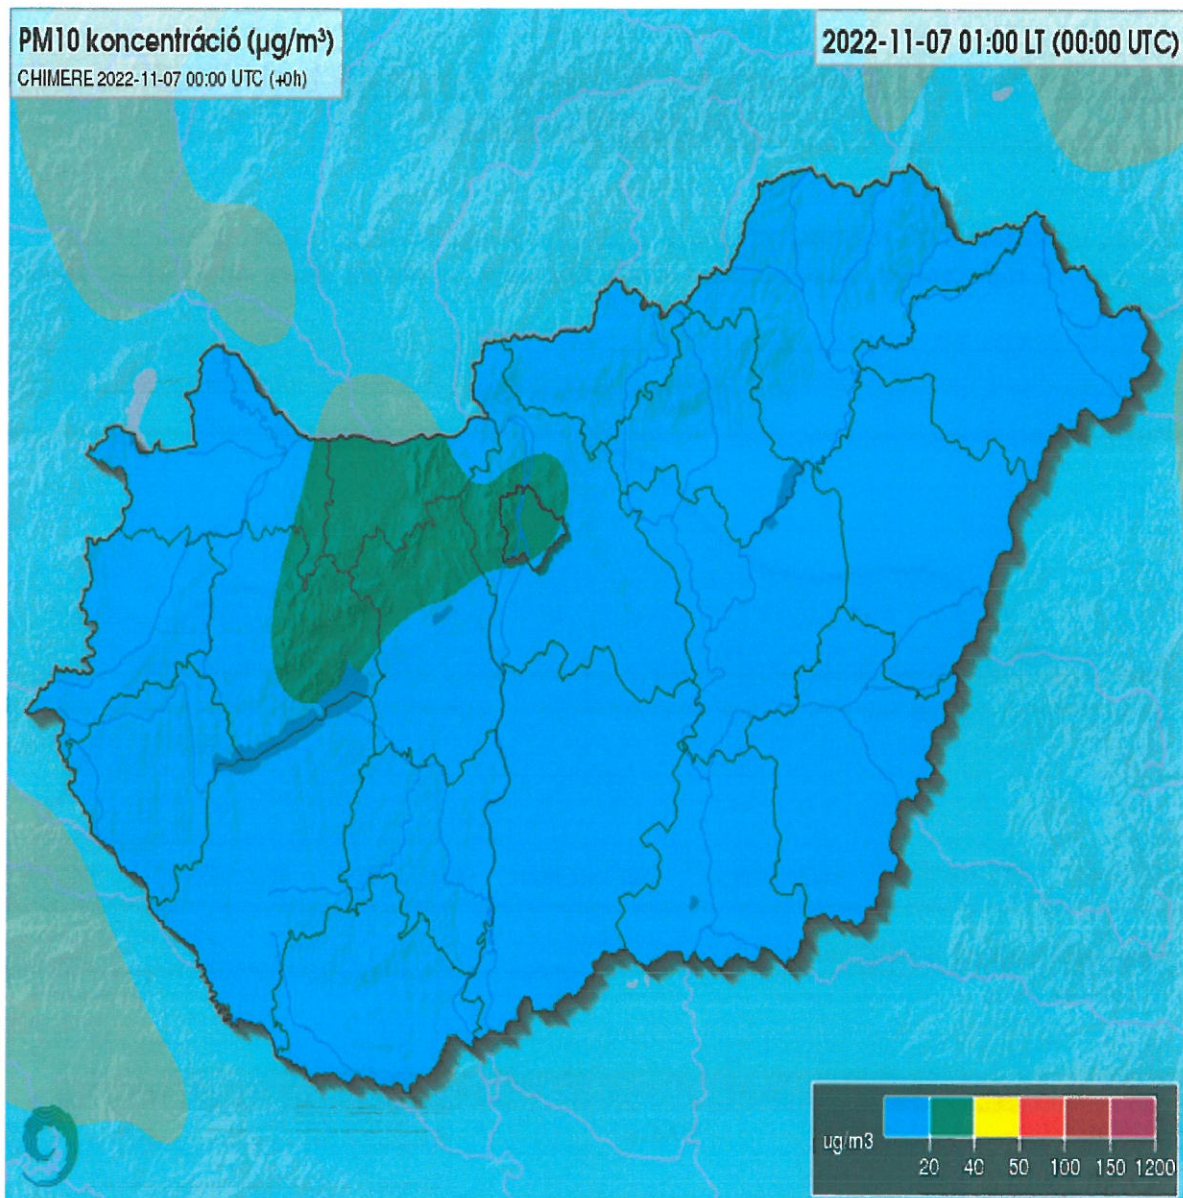 PM10 koncentráció (µg/m³)
CHIMERE 2022-11-07 00:00 UTC (+0h)
2022-11-07 01:00 LT (00:00 UTC)
ug/m3
20 40 50 100 150 1200